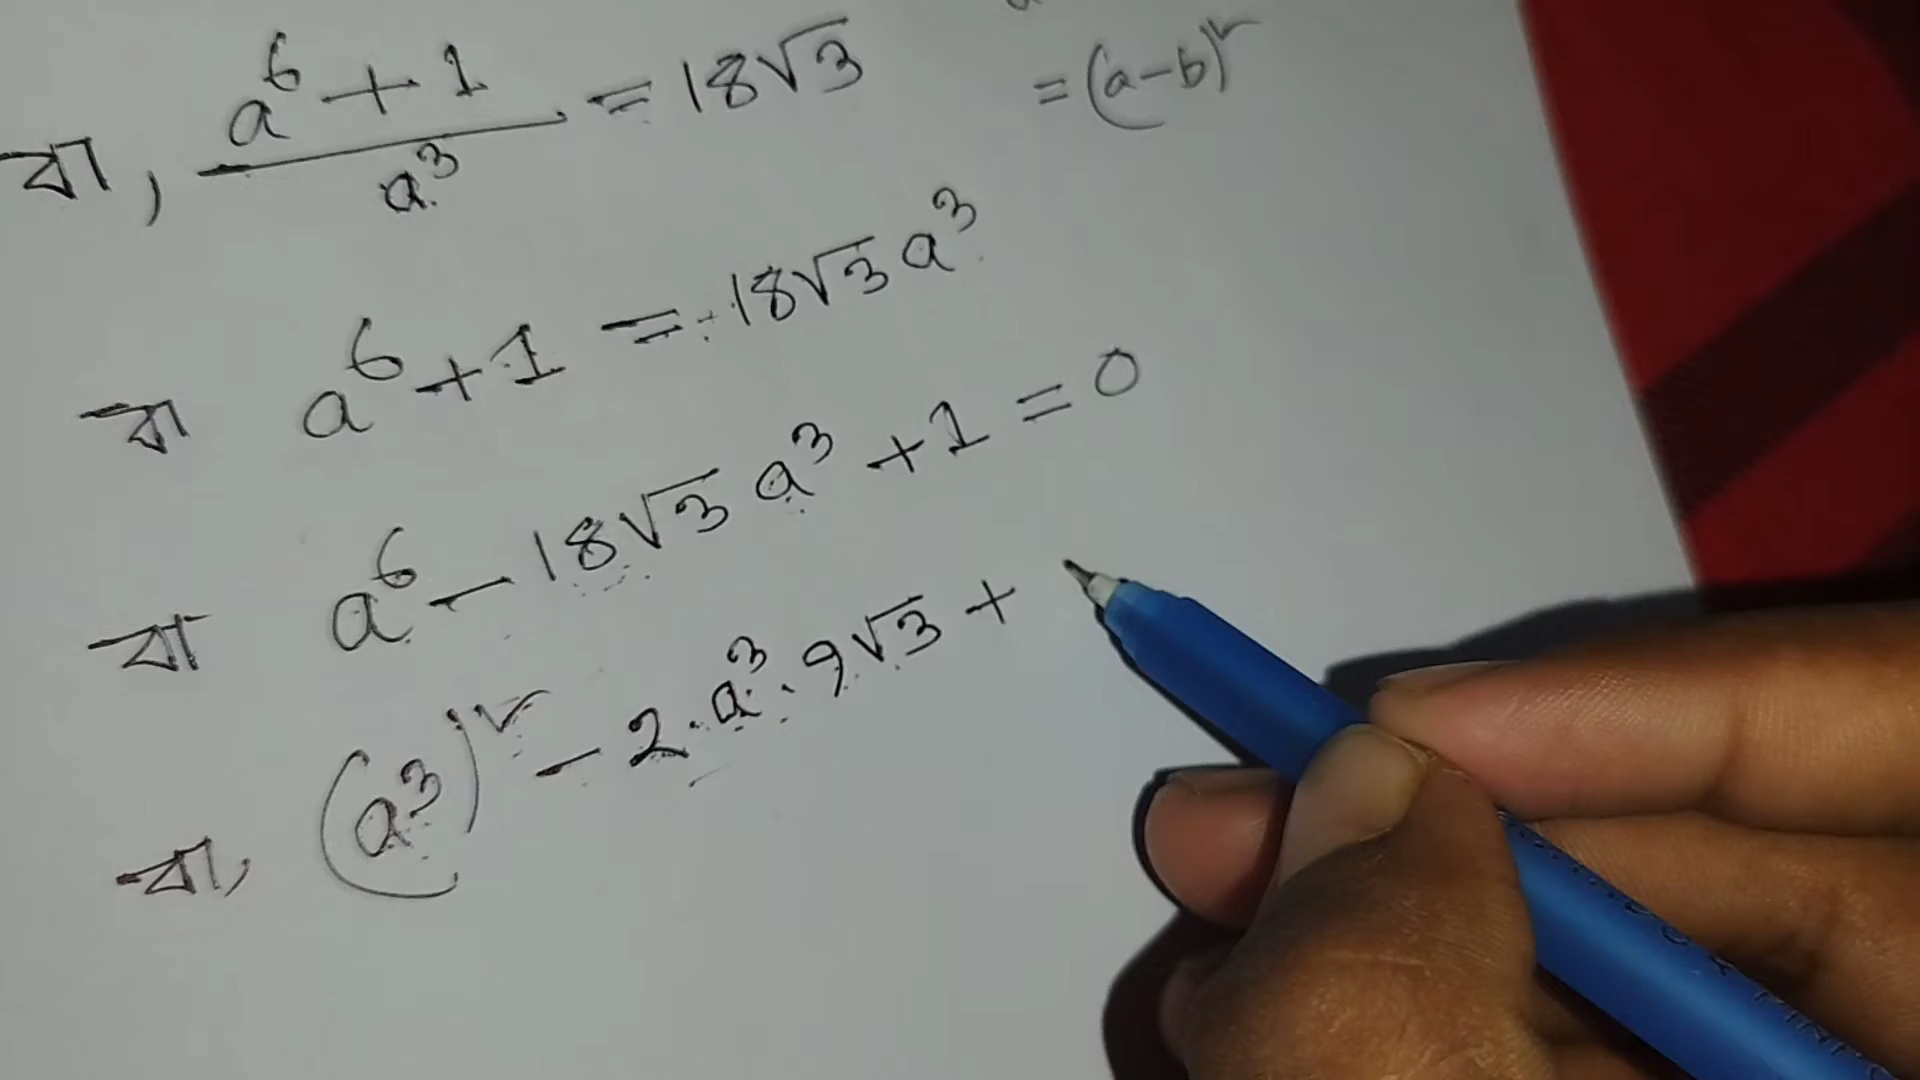 বা, (a⁶ + 1)/a³ = 18√3
= (a-b)²
বা a⁶ + 1 = 18√3 a³
বা a⁶ - 18√3 a³ + 1 = 0
বা, (a³)² - 2.a³.9√3 +